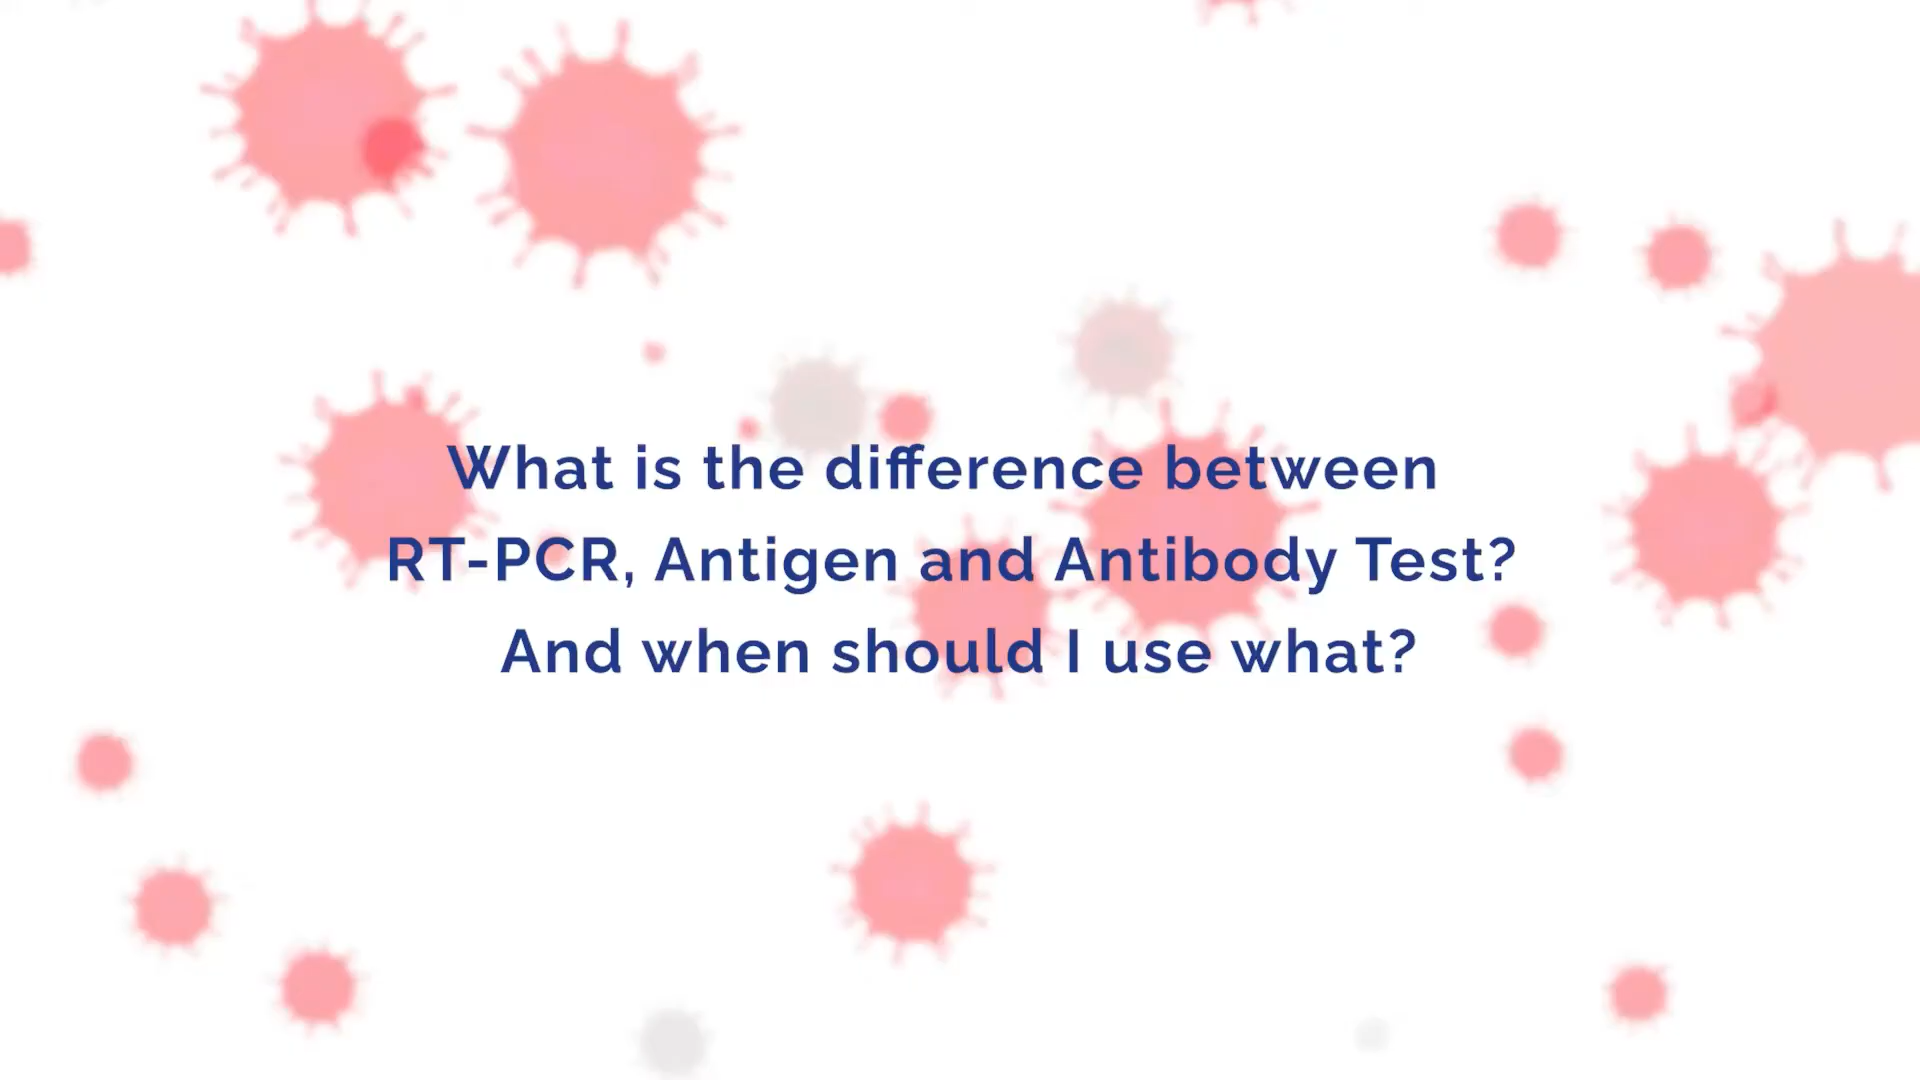 What is the difference between
RT-PCR, Antigen and Antibody Test?
And when should I use what?